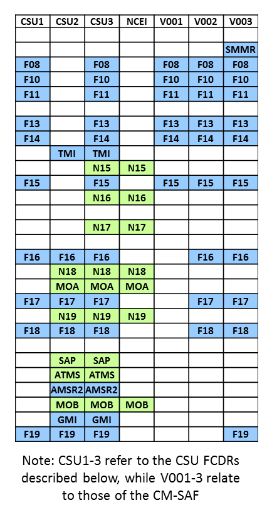 CSU1 CSU2 CSU3 NCEI V001 V002 V003
SMMR
F08 F08 F08 F08 F08
F10 F10 F10 F10 F10
F11 F11 F11 F11 F11
F13 F13 F13 F13 F13
F14 F14 F14 F14 F14
TMI TMI
N15 N15
F15 F15 F15 F15 F15
N16 N16
N17 N17
F16 F16 F16 F16 F16
N18 N18 N18
MOA MOA MOA
F17 F17 F17 F17 F17
N19 N19 N19
F18 F18 F18 F18 F18
SAP SAP
ATMS ATMS
AMSR2 AMSR2
MOB MOB MOB
GMI GMI
F19 F19 F19 F19
Note: CSU1-3 refer to the CSU FCDRs
described below, while V001-3 relate
to those of the CM-SAF